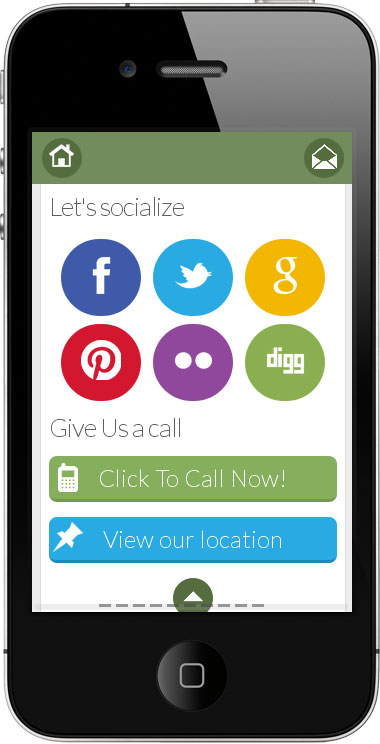 Let's socialize
f
g
digg
Give Us a call
Click To Call Now!
View our location